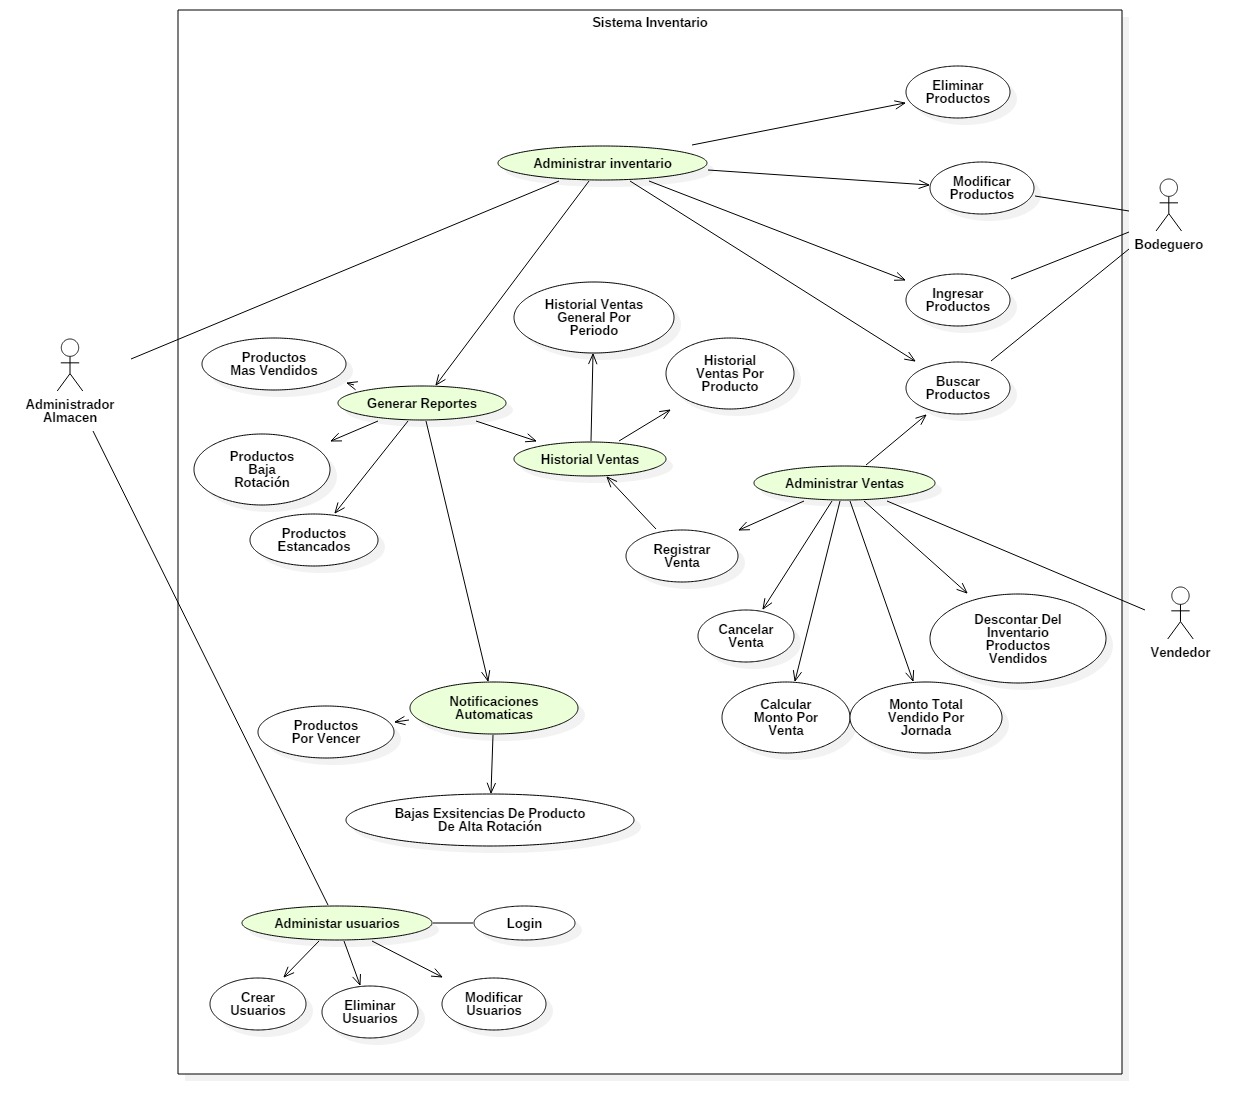 Sistema Inventario
Eliminar
Productos
Administrar inventario
Modificar
Productos
Bodeguero
Ingresar
Productos
Historial Ventas
General Por
Periodo
Productos
Mas Vendidos
Historial
Ventas Por
Producto
Buscar
Productos
Administrador
Almacen
Generar Reportes
Productos
Baja
Rotación
Historial Ventas
Administrar Ventas
Productos
Estancados
Registrar
Venta
Cancelar
Venta
Descontar Del
Inventario
Productos
Vendidos
Vendedor
Notificaciones
Automaticas
Productos
Por Vencer
Calcular
Monto Por
Venta
Monto Total
Vendido Por
Jornada
Bajas Exsitencias De Producto
De Alta Rotación
Administar usuarios
Login
Crear
Usuarios
Eliminar
Usuarios
Modificar
Usuarios